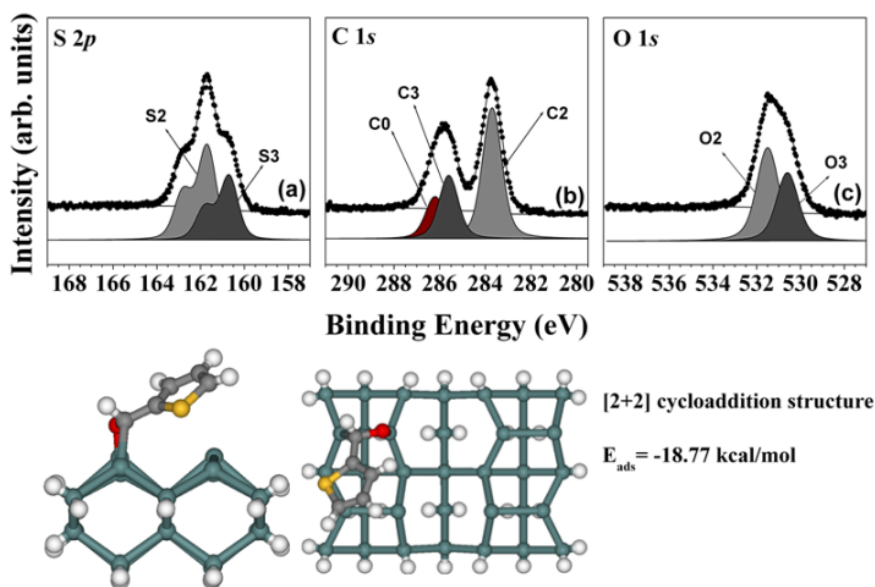 Intensity (arb. units)
S 2p
S2
S3
(a)
168 166 164 162 160 158
C 1s
C0
C3
C2
(b)
290 288 286 284 282 280
O 1s
O2
O3
(c)
538 536 534 532 530 528
Binding Energy (eV)
[2+2] cycloaddition structure
Eads= -18.77 kcal/mol